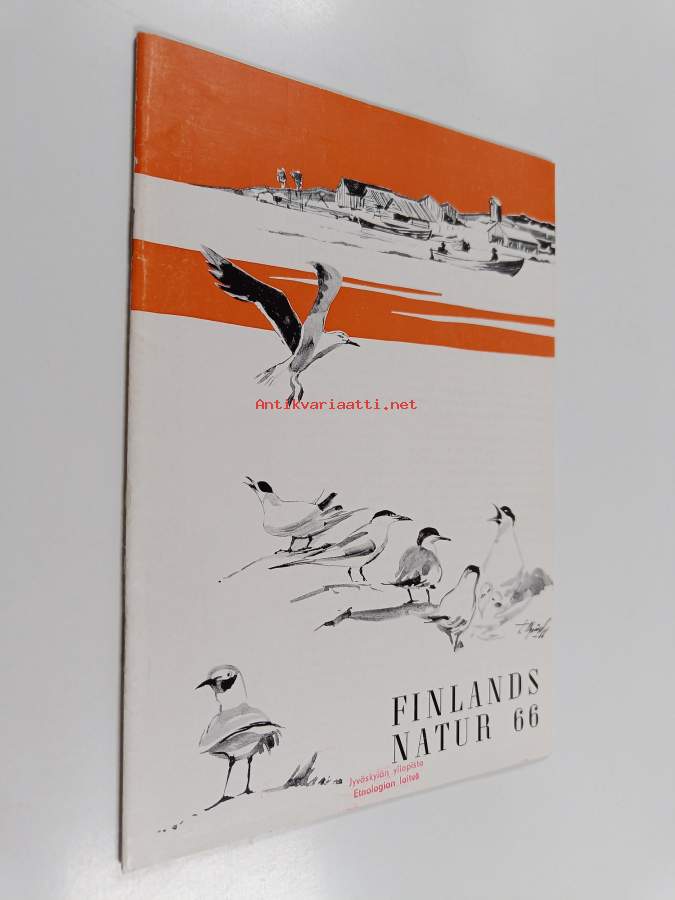 Antikvariaatti.net
FINLANDS
NATUR 66
Jyväskylän yliopisto
Etnologian laitos